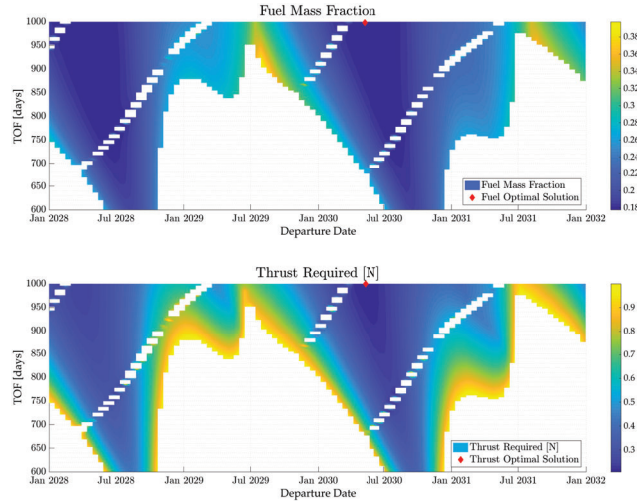 Fuel Mass Fraction
1000
950
900
850
800
750
700
650
600
TOF [days]
Jan 2028
Jul 2028
Jan 2029
Jul 2029
Jan 2030
Jul 2030
Jan 2031
Jul 2031
Jan 2032
Departure Date
Fuel Mass Fraction
Fuel Optimal Solution
0.38
0.36
0.34
0.32
0.3
0.28
0.26
0.24
0.22
0.2
0.18
Thrust Required [N]
1000
950
900
850
800
750
700
650
600
TOF [days]
Jan 2028
Jul 2028
Jan 2029
Jul 2029
Jan 2030
Jul 2030
Jan 2031
Jul 2031
Jan 2032
Departure Date
Thrust Required [N]
Thrust Optimal Solution
0.9
0.8
0.7
0.6
0.5
0.4
0.3